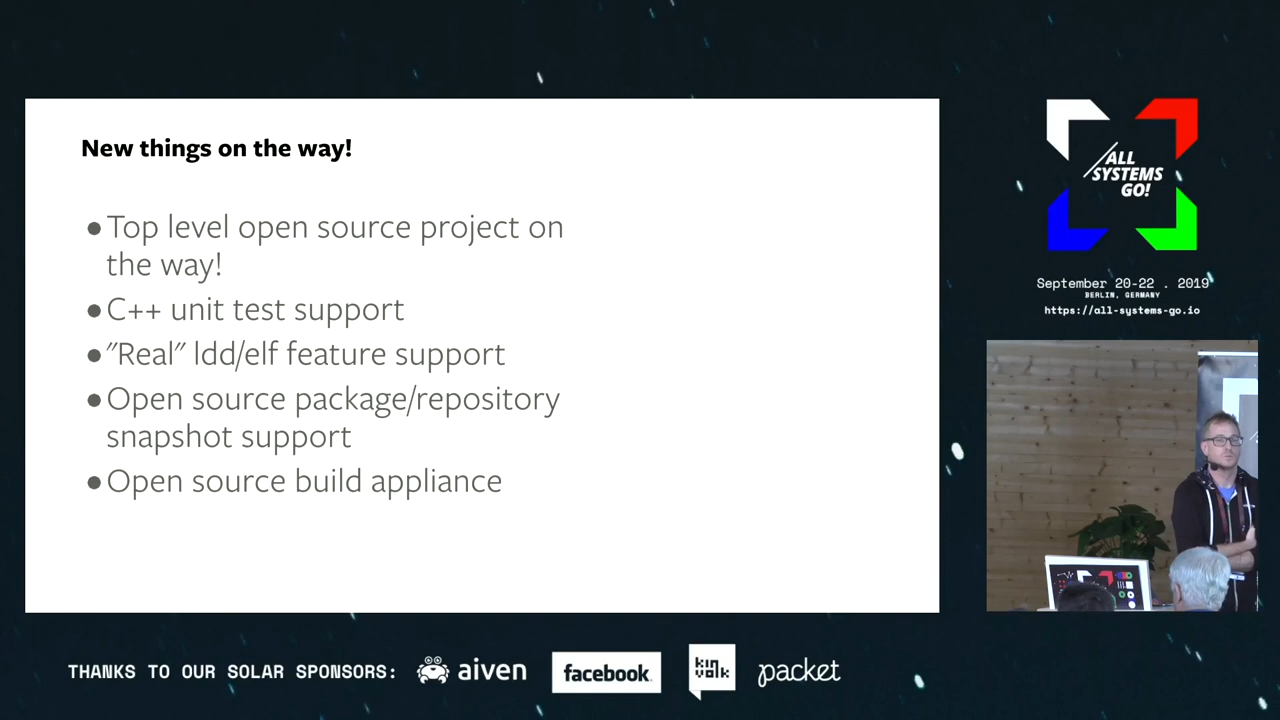 New things on the way!
●Top level open source project on
the way!
●C++ unit test support
●"Real" ldd/elf feature support
●Open source package/repository
snapshot support
●Open source build appliance
/ALL
SYSTEMS
GO!
September 20-22 . 2019
BERLIN, GERMANY
https://all-systems-go.io
THANKS TO OUR SOLAR SPONSORS:
aiven
facebook.
kin
volk
packet